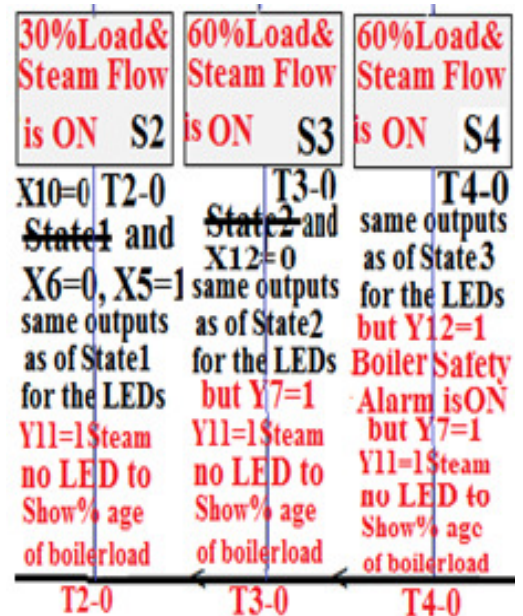 30%Load&
Steam Flow
is ON S2
X10=0 T2-0
State1 and
X6=0, X5=1
same outputs
as of State1
for the LEDs
Y11=1Steam
no LED to
Show% age
of boilerload
T2-0
60%Load&
Steam Flow
is ON S3
T3-0
State2 and
X12=0
same outputs
as of State2
for the LEDs
but Y7=1
Y11=1Steam
no LED to
Show% age
of boilerload
T3-0
60%Load&
Steam Flow
is ON S4
T4-0
same outputs
as of State3
for the LEDs
but Y12=1
Boiler Safety
Alarm isON
but Y7=1
Y11=1Steam
no LED to
Show% age
of boilerload
T4-0